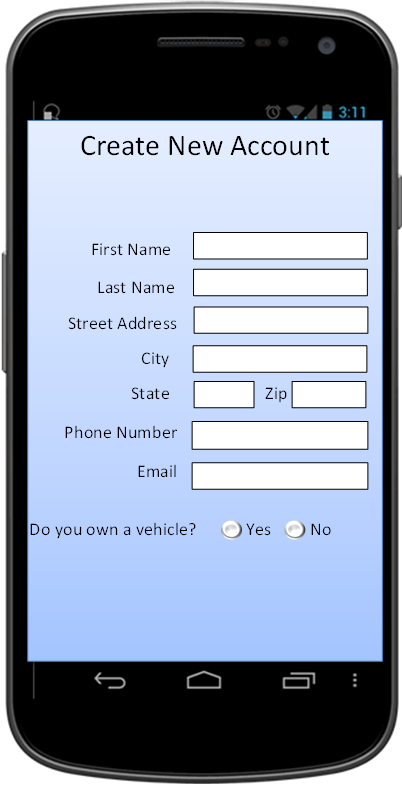 3:11
Create New Account
First Name
Last Name
Street Address
City
State Zip
Phone Number
Email
Do you own a vehicle? Yes No